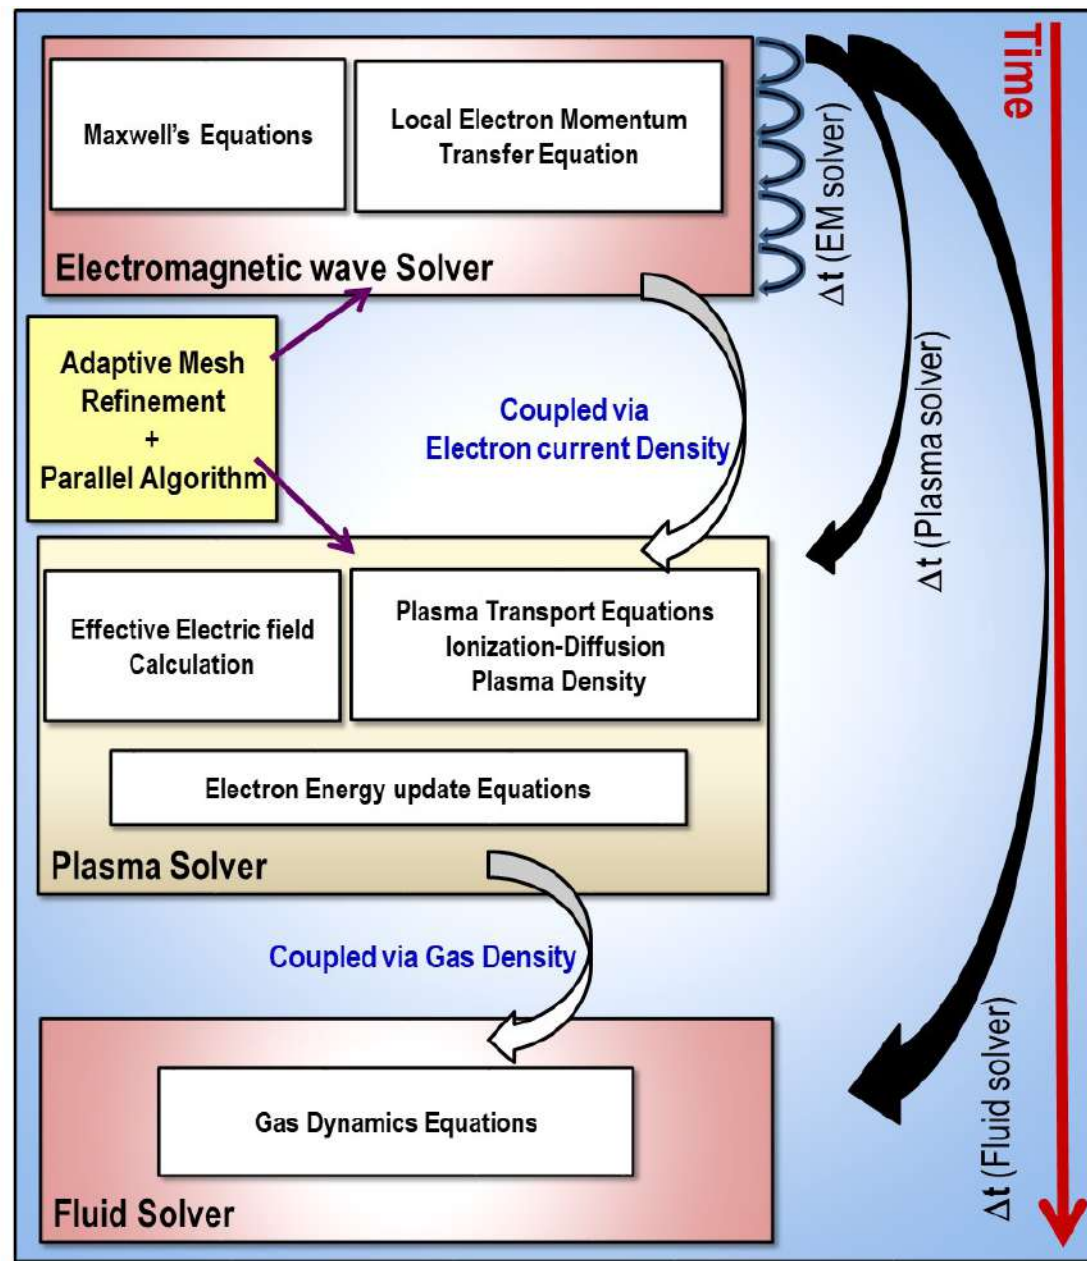 Time
Maxwell's Equations
Local Electron Momentum
Transfer Equation
Electromagnetic wave Solver
Δt (EM solver)
Adaptive Mesh
Refinement
+
Parallel Algorithm
Coupled via
Electron current Density
Δt (Plasma solver)
Effective Electric field
Calculation
Plasma Transport Equations
Ionization-Diffusion
Plasma Density
Electron Energy update Equations
Plasma Solver
Coupled via Gas Density
Δt (Fluid solver)
Gas Dynamics Equations
Fluid Solver